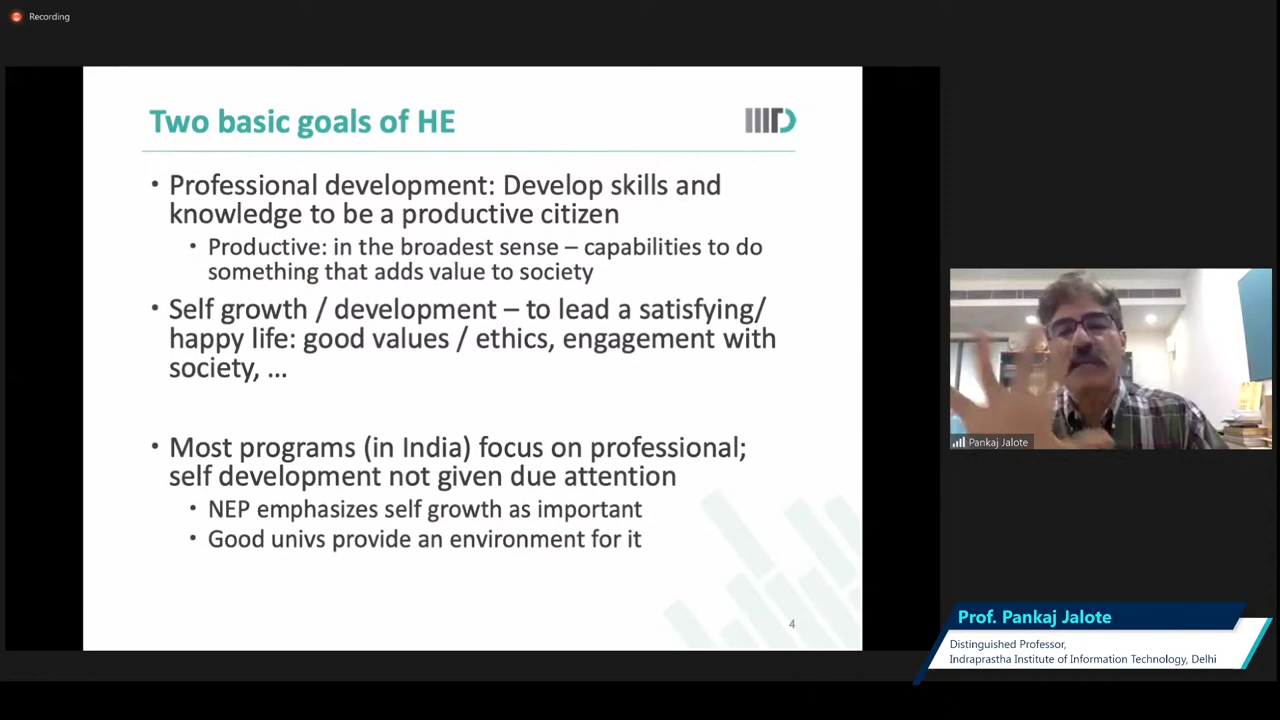 Recording
Two basic goals of HE
IIITD
• Professional development: Develop skills and
knowledge to be a productive citizen
• Productive: in the broadest sense – capabilities to do
something that adds value to society
• Self growth / development – to lead a satisfying/
happy life: good values / ethics, engagement with
society, ...
• Most programs (in India) focus on professional;
self development not given due attention
• NEP emphasizes self growth as important
• Good univs provide an environment for it
4
Pankaj Jalote
Prof. Pankaj Jalote
Distinguished Professor,
Indraprastha Institute of Information Technology, Delhi